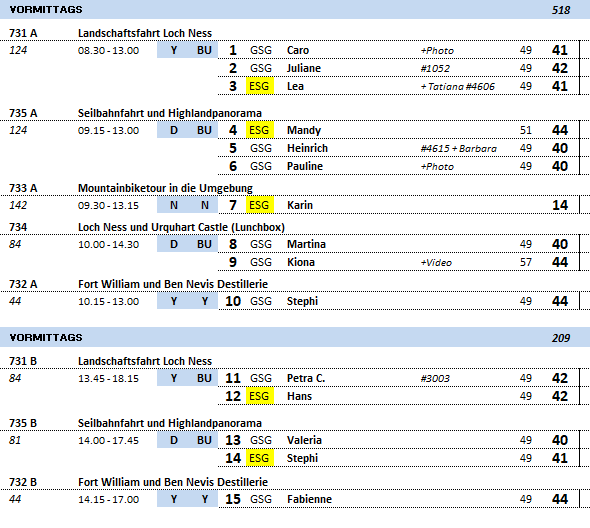 VORMITTAGS 518
731 A Landschaftsfahrt Loch Ness
124 08.30 - 13.00 Y BU 1 GSG Caro +Photo 49 41
2 GSG Juliane #1052 49 42
3 ESG Lea + Tatiana #4606 49 41
735 A Seilbahnfahrt und Highlandpanorama
124 09.15 - 13.00 D BU 4 ESG Mandy 51 44
5 GSG Heinrich #4615 + Barbara 49 40
6 GSG Pauline +Photo 49 40
733 A Mountainbiketour in die Umgebung
142 09.30 - 13.15 N N 7 ESG Karin 14
734 Loch Ness und Urquhart Castle (Lunchbox)
84 10.00 - 14.30 D BU 8 GSG Martina 49 40
9 GSG Kiona +Video 57 44
732 A Fort William und Ben Nevis Destillerie
44 10.15 - 13.00 Y Y 10 GSG Stephi 49 44
VORMITTAGS 209
731 B Landschaftsfahrt Loch Ness
84 13.45 - 18.15 Y BU 11 GSG Petra C. #3003 49 42
12 ESG Hans 49 42
735 B Seilbahnfahrt und Highlandpanorama
81 14.00 - 17.45 D BU 13 GSG Valeria 49 40
14 ESG Stephi 49 41
732 B Fort William und Ben Nevis Destillerie
44 14.15 - 17.00 Y Y 15 GSG Fabienne 49 44